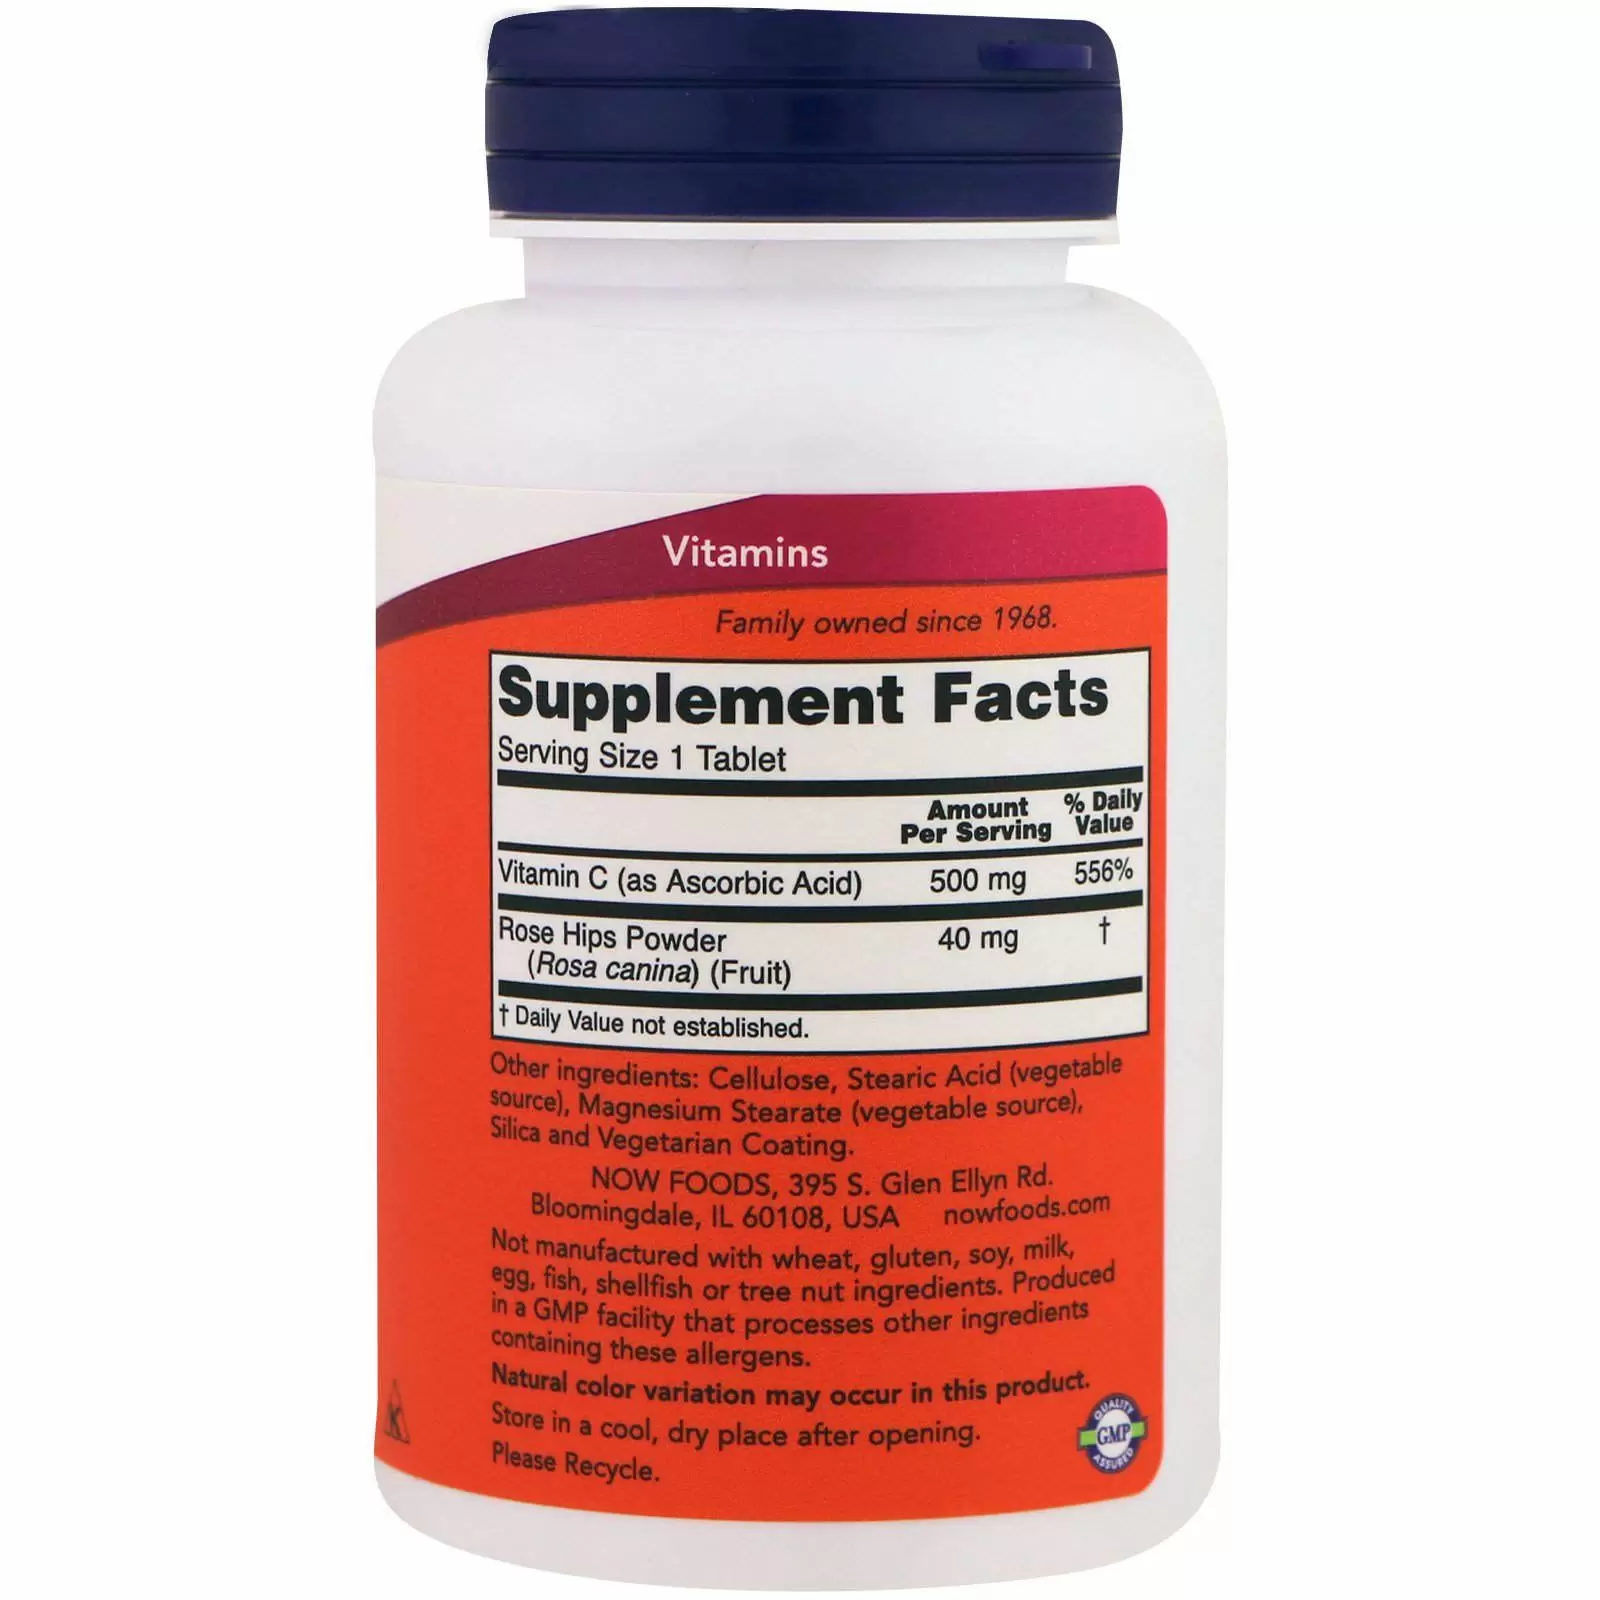 Vitamins
Family owned since 1968.
Supplement Facts
Serving Size 1 Tablet
Amount Per Serving % Daily Value
Vitamin C (as Ascorbic Acid) 500 mg 556%
Rose Hips Powder 40 mg †
(Rosa canina) (Fruit)
† Daily Value not established.
Other ingredients: Cellulose, Stearic Acid (vegetable
source), Magnesium Stearate (vegetable source),
Silica and Vegetarian Coating.
NOW FOODS, 395 S. Glen Ellyn Rd.
Bloomingdale, IL 60108, USA nowfoods.com
Not manufactured with wheat, gluten, soy, milk,
egg, fish, shellfish or tree nut ingredients. Produced
in a GMP facility that processes other ingredients
containing these allergens.
Natural color variation may occur in this product.
Store in a cool, dry place after opening.
Please Recycle.
K
QUALITY
GMP
ASSURED